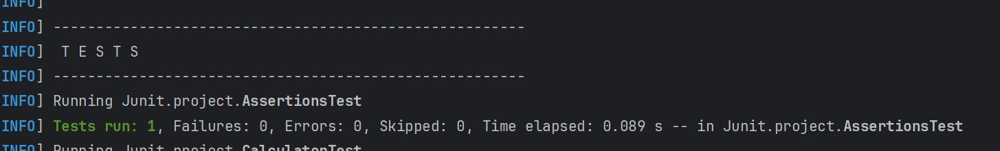 INFO]
INFO] -------------------------------------------------------
INFO]  T E S T S
INFO] -------------------------------------------------------
INFO] Running Junit.project.AssertionsTest
INFO] Tests run: 1, Failures: 0, Errors: 0, Skipped: 0, Time elapsed: 0.089 s -- in Junit.project.AssertionsTest
INFO] Running Junit.project.CalculatorTest